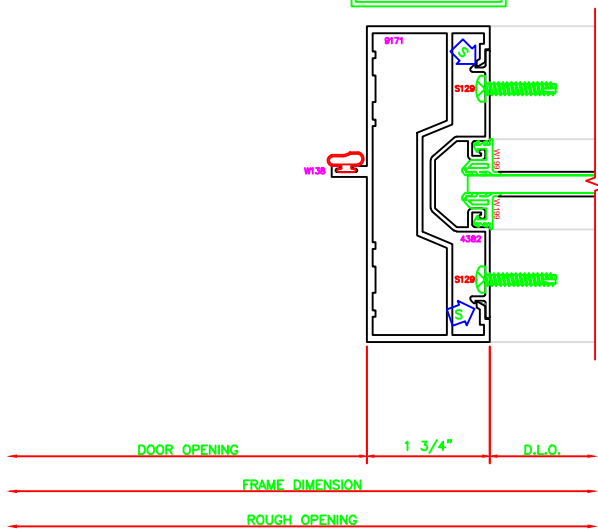 9171
S
S129
W138
W199
W199
4382
S129
S
DOOR OPENING
1 3/4"
D.L.O.
FRAME DIMENSION
ROUGH OPENING